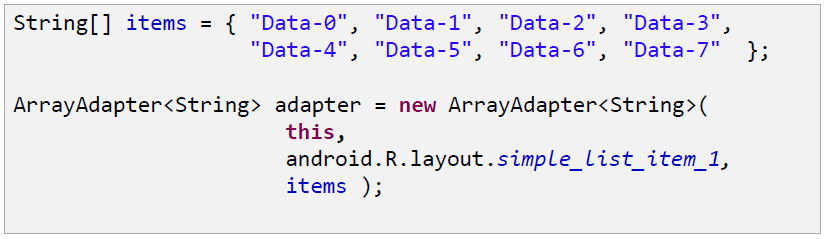 String[] items = { "Data-0", "Data-1", "Data-2", "Data-3",
"Data-4", "Data-5", "Data-6", "Data-7" };
ArrayAdapter<String> adapter = new ArrayAdapter<String>(
this,
android.R.layout.simple_list_item_1,
items );